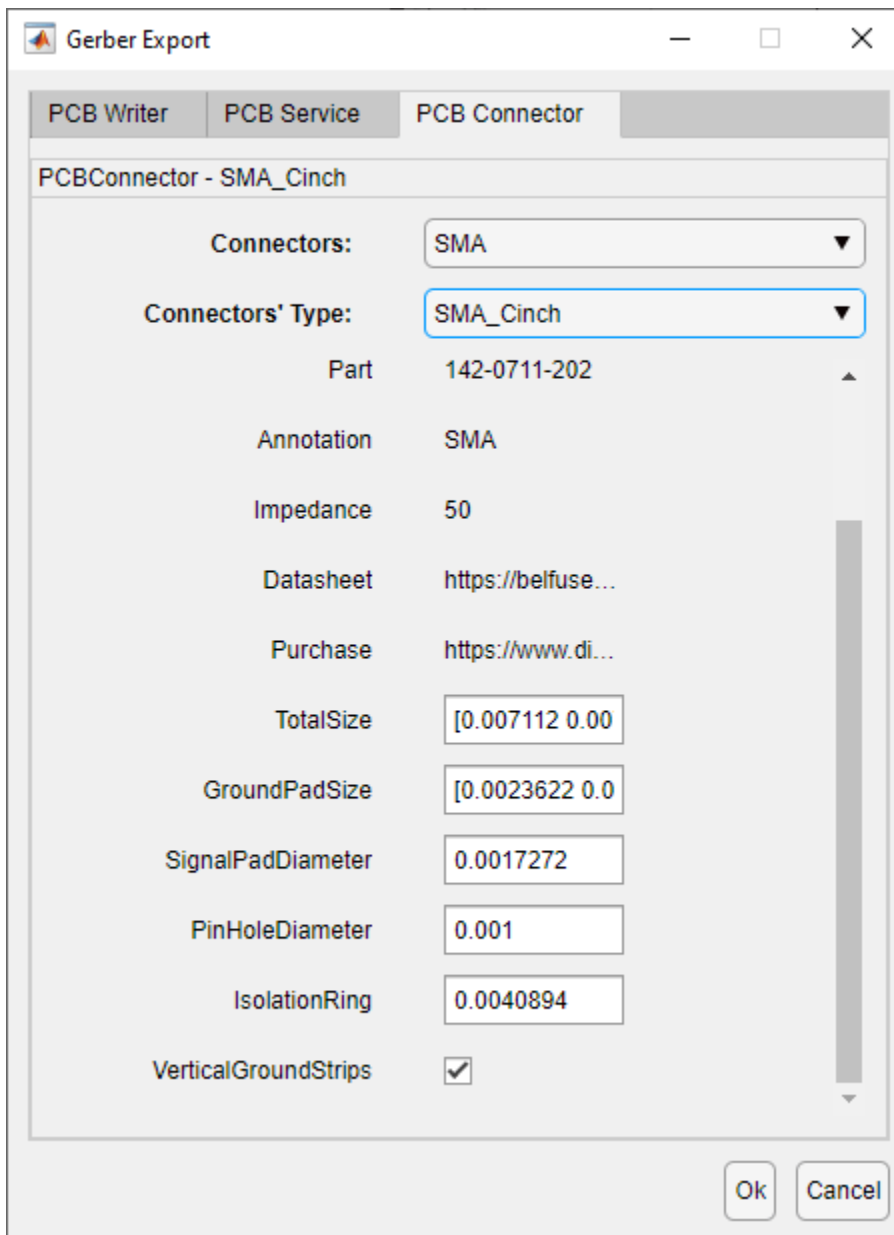 Gerber Export
PCB Writer PCB Service PCB Connector
PCBConnector - SMA_Cinch
Connectors: SMA
Connectors' Type: SMA_Cinch
Part 142-0711-202
Annotation SMA
Impedance 50
Datasheet https://belfuse...
Purchase https://www.di...
TotalSize [0.007112 0.00
GroundPadSize [0.0023622 0.0
SignalPadDiameter 0.0017272
PinHoleDiameter 0.001
IsolationRing 0.0040894
VerticalGroundStrips
Ok Cancel